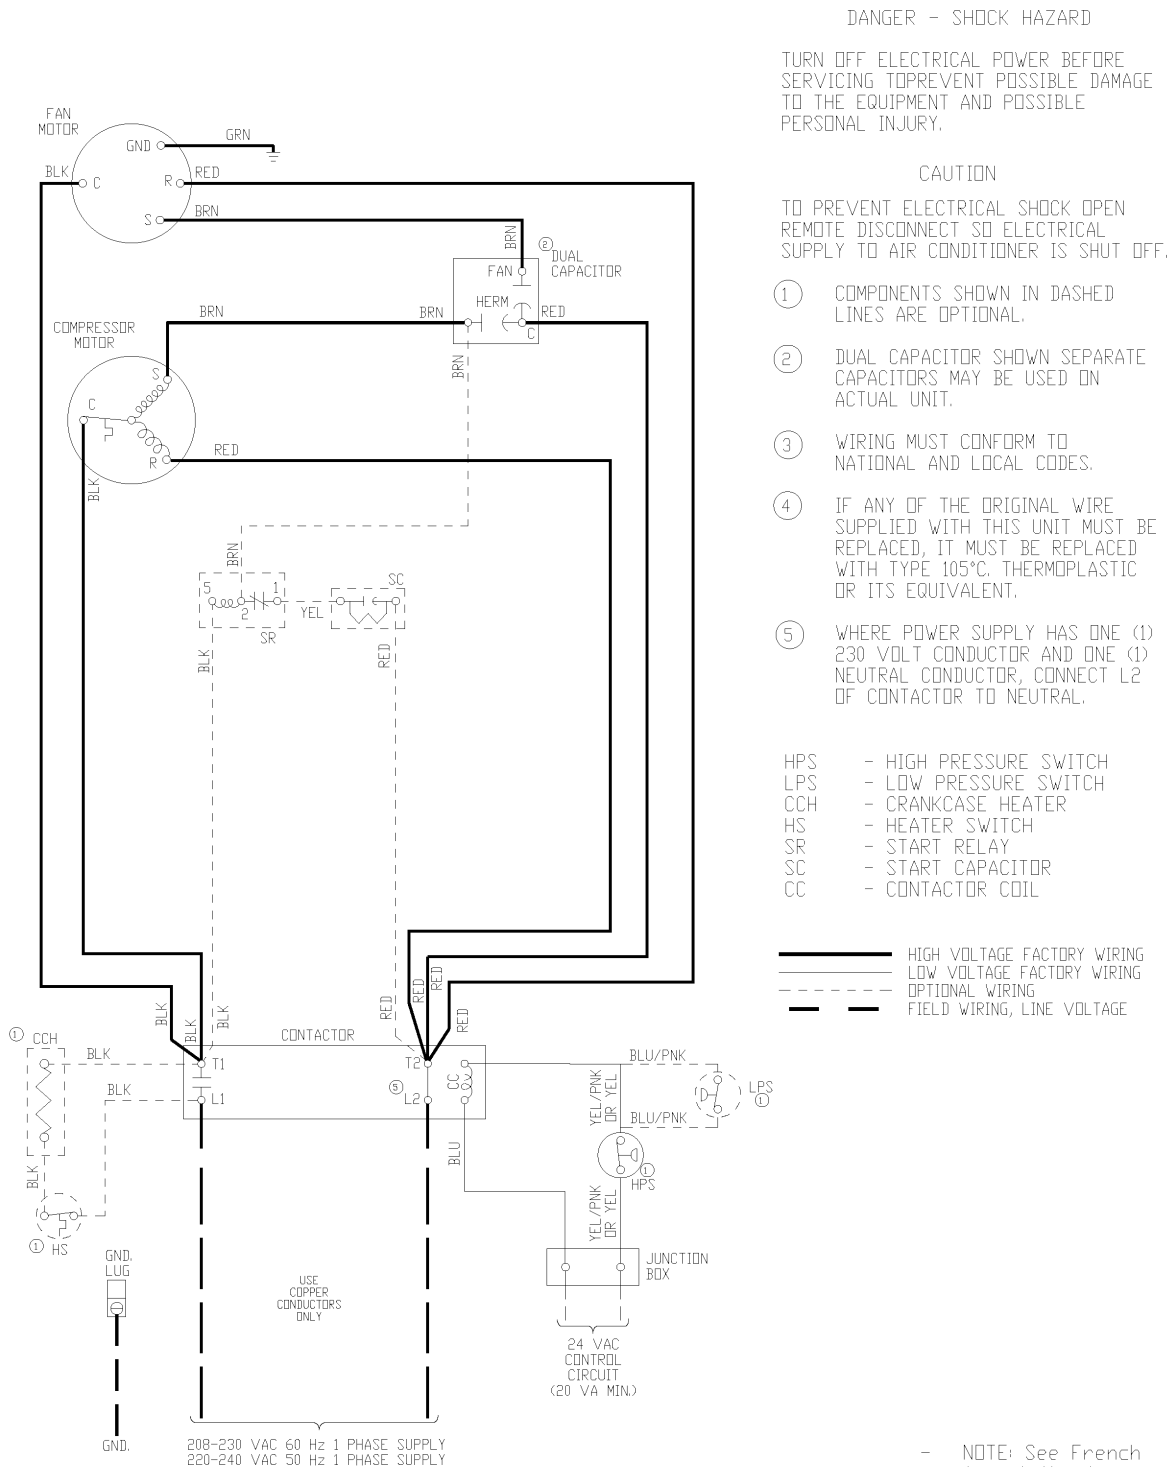 DANGER - SHOCK HAZARD
TURN OFF ELECTRICAL POWER BEFORE
SERVICING TOPREVENT POSSIBLE DAMAGE
TO THE EQUIPMENT AND POSSIBLE
PERSONAL INJURY.
CAUTION
TO PREVENT ELECTRICAL SHOCK OPEN
REMOTE DISCONNECT SO ELECTRICAL
SUPPLY TO AIR CONDITIONER IS SHUT OFF.
1 COMPONENTS SHOWN IN DASHED
LINES ARE OPTIONAL.
2 DUAL CAPACITOR SHOWN SEPARATE
CAPACITORS MAY BE USED ON
ACTUAL UNIT.
3 WIRING MUST CONFORM TO
NATIONAL AND LOCAL CODES.
4 IF ANY OF THE ORIGINAL WIRE
SUPPLIED WITH THIS UNIT MUST BE
REPLACED, IT MUST BE REPLACED
WITH TYPE 105°C. THERMOPLASTIC
OR ITS EQUIVALENT.
5 WHERE POWER SUPPLY HAS ONE (1)
230 VOLT CONDUCTOR AND ONE (1)
NEUTRAL CONDUCTOR, CONNECT L2
OF CONTACTOR TO NEUTRAL.
HPS - HIGH PRESSURE SWITCH
LPS - LOW PRESSURE SWITCH
CCH - CRANKCASE HEATER
HS - HEATER SWITCH
SR - START RELAY
SC - START CAPACITOR
CC - CONTACTOR COIL
HIGH VOLTAGE FACTORY WIRING
LOW VOLTAGE FACTORY WIRING
OPTIONAL WIRING
FIELD WIRING, LINE VOLTAGE
FAN
MOTOR
GND
GRN
BLK
C
R
RED
S
BRN
BRN
2
DUAL
CAPACITOR
FAN
HERM
BRN
BRN
RED
C
BRN
COMPRESSOR
MOTOR
S
C
R
RED
BLK
BRN
5
1
2
SR
YEL
SC
BLK
RED
BLK
BLK
BLK
RED
RED
RED
RED
CONTACTOR
1
CCH
BLK
BLK
T1
L1
T2
5
L2
CC
BLU/PNK
YEL/PNK
OR YEL
BLU/PNK
LPS
1
BLU
1
HPS
YEL/PNK
OR YEL
BLK
1
HS
GND.
LUG
JUNCTION
BOX
USE
COPPER
CONDUCTORS
ONLY
24 VAC
CONTROL
CIRCUIT
(20 VA MIN.)
GND.
208-230 VAC 60 Hz 1 PHASE SUPPLY
220-240 VAC 50 Hz 1 PHASE SUPPLY
- NOTE: See French